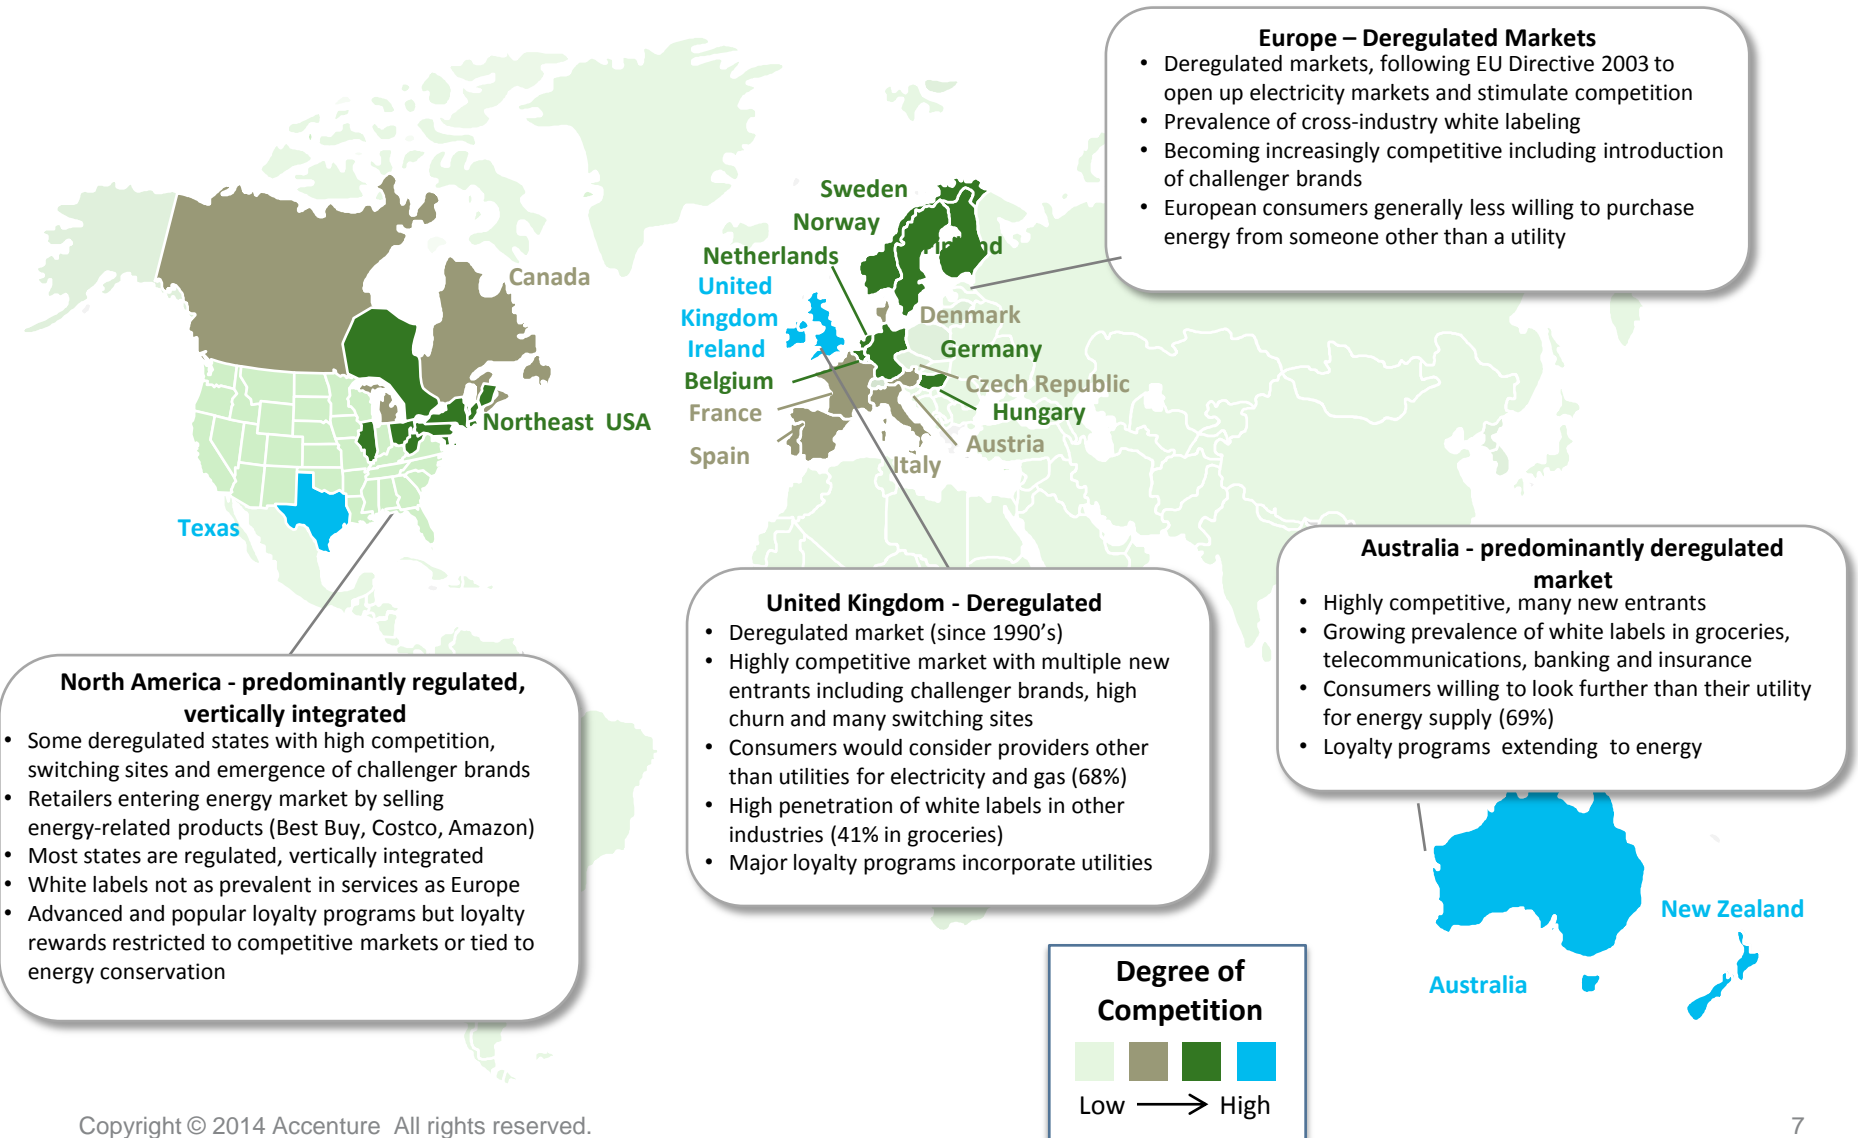 Europe – Deregulated Markets
• Deregulated markets, following EU Directive 2003 to
open up electricity markets and stimulate competition
• Prevalence of cross-industry white labeling
• Becoming increasingly competitive including introduction
of challenger brands
• European consumers generally less willing to purchase
energy from someone other than a utility
Sweden
Norway
Netherlands
United
Kingdom
Ireland
Belgium
France
Spain
Denmark
Germany
Czech Republic
Hungary
Austria
Italy
Canada
Northeast USA
Texas
North America - predominantly regulated,
vertically integrated
• Some deregulated states with high competition,
switching sites and emergence of challenger brands
• Retailers entering energy market by selling
energy-related products (Best Buy, Costco, Amazon)
• Most states are regulated, vertically integrated
• White labels not as prevalent in services as Europe
• Advanced and popular loyalty programs but loyalty
rewards restricted to competitive markets or tied to
energy conservation
United Kingdom - Deregulated
• Deregulated market (since 1990’s)
• Highly competitive market with multiple new
entrants including challenger brands, high
churn and many switching sites
• Consumers would consider providers other
than utilities for electricity and gas (68%)
• High penetration of white labels in other
industries (41% in groceries)
• Major loyalty programs incorporate utilities
Australia - predominantly deregulated
market
• Highly competitive, many new entrants
• Growing prevalence of white labels in groceries,
telecommunications, banking and insurance
• Consumers willing to look further than their utility
for energy supply (69%)
• Loyalty programs extending to energy
New Zealand
Australia
Degree of
Competition
Low High
Copyright © 2014 Accenture All rights reserved.
7